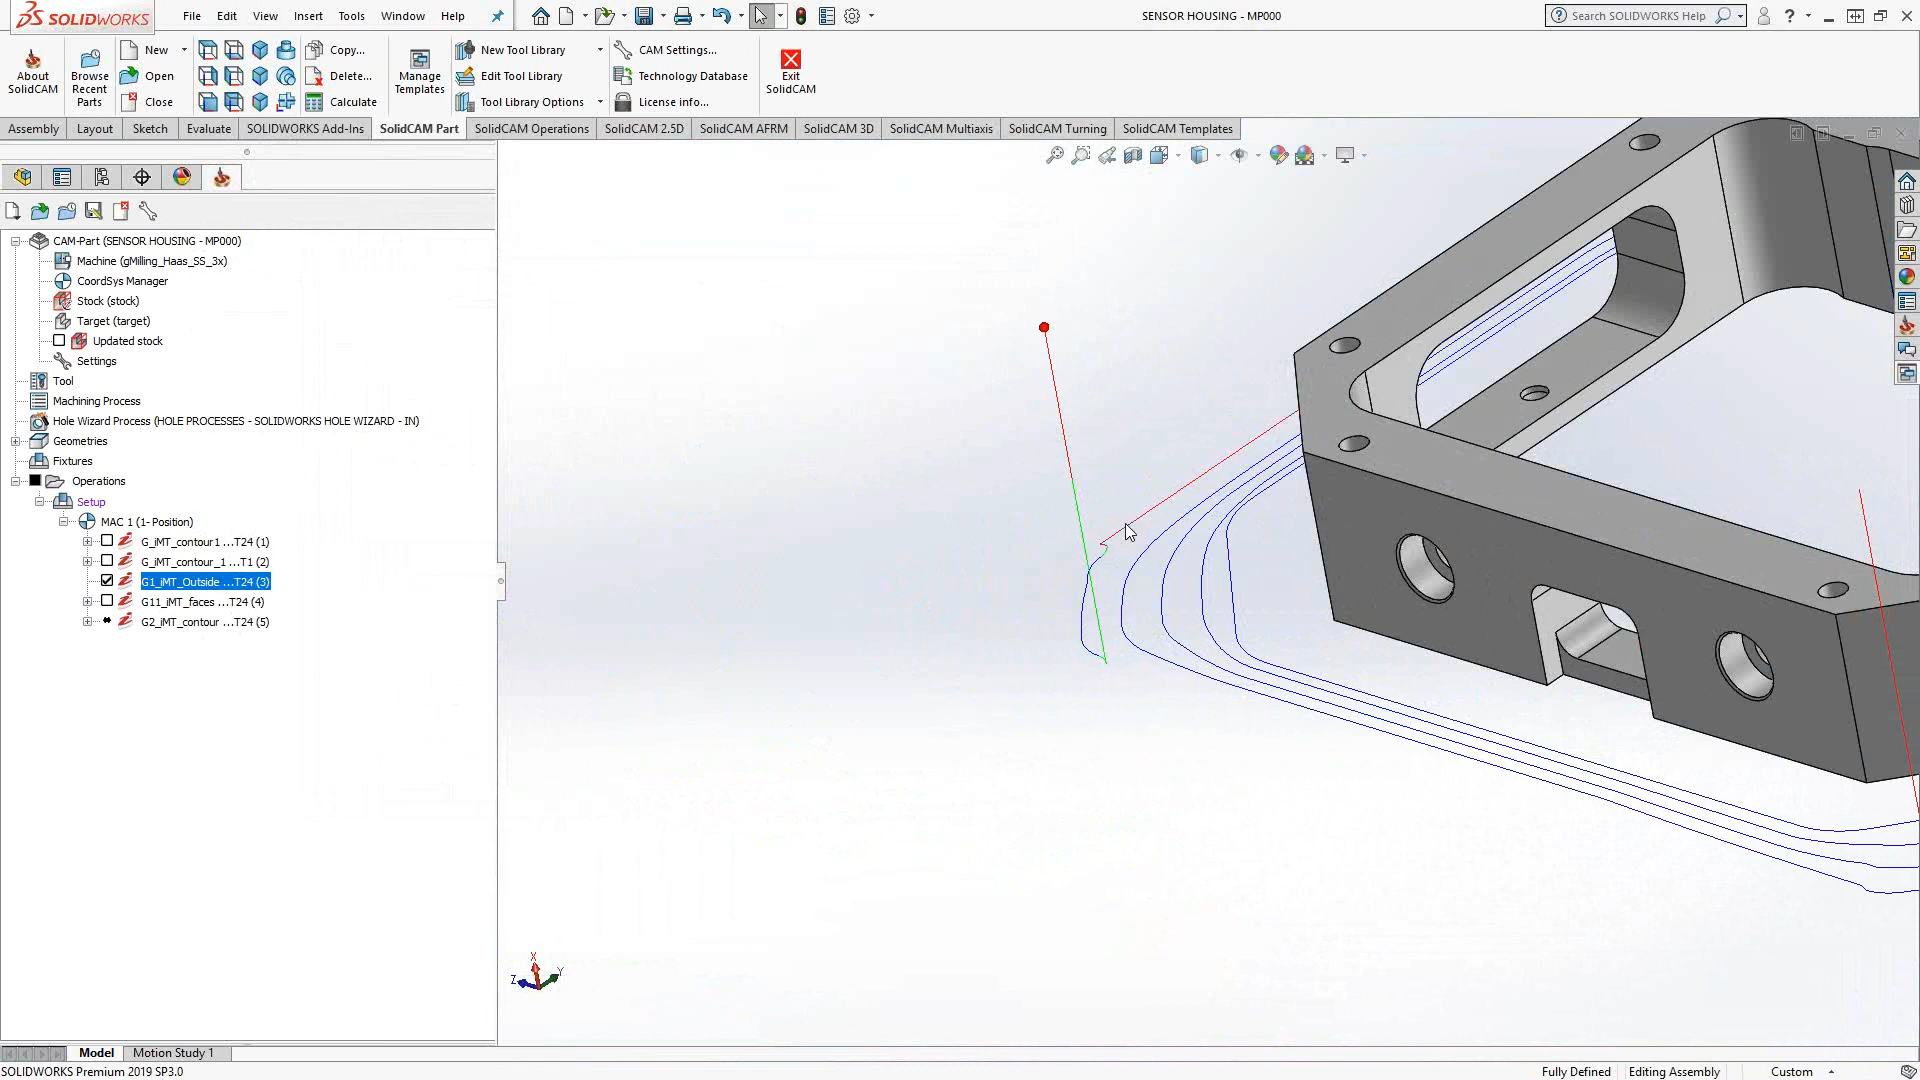 SOLIDWORKS
File Edit View Insert Tools Window Help
SENSOR HOUSING - MP000
Search SOLIDWORKS Help
About SolidCAM
Browse Recent Parts
New
Open
Close
Copy...
Delete...
Calculate
Manage Templates
New Tool Library
Edit Tool Library
Tool Library Options
CAM Settings...
Technology Database
License info...
Exit SolidCAM
Assembly Layout Sketch Evaluate SOLIDWORKS Add-Ins SolidCAM Part SolidCAM Operations SolidCAM 2.5D SolidCAM AFRM SolidCAM 3D SolidCAM Multiaxis SolidCAM Turning SolidCAM Templates
CAM-Part (SENSOR HOUSING - MP000)
Machine (gMilling_Haas_SS_3x)
CoordSys Manager
Stock (stock)
Target (target)
Updated stock
Settings
Tool
Machining Process
Hole Wizard Process (HOLE PROCESSES - SOLIDWORKS HOLE WIZARD - IN)
Geometries
Fixtures
Operations
Setup
MAC 1 (1- Position)
G_iMT_contour1 ...T24 (1)
G_iMT_contour_1 ...T1 (2)
G1_iMT_Outside ...T24 (3)
G11_iMT_faces ...T24 (4)
G2_iMT_contour ...T24 (5)
X
Y
Z
Model Motion Study 1
SOLIDWORKS Premium 2019 SP3.0
Fully Defined Editing Assembly Custom